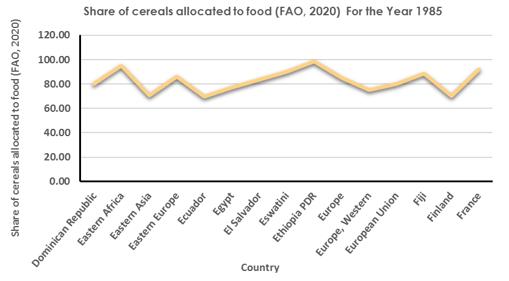 Share of cereals allocated to food (FAO, 2020)  For the Year 1985
Share of cereals allocated to food (FAO, 2020)
120.00
100.00
80.00
60.00
40.00
20.00
0.00
Dominican Republic
Eastern Africa
Eastern Asia
Eastern Europe
Ecuador
Egypt
El Salvador
Eswatini
Ethiopia PDR
Europe
Europe, Western
European Union
Fiji
Finland
France
Country